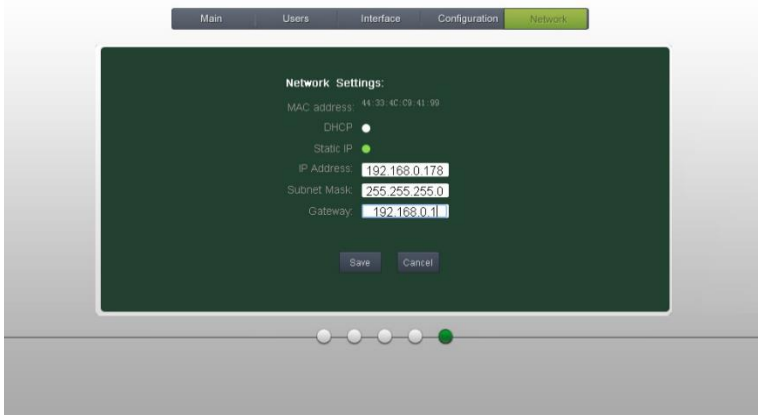 Main Users Interface Configuration Network
Network Settings:
MAC address: 44:33:4C:C9:41:99
DHCP
Static IP
IP Address: 192.168.0.178
Subnet Mask: 255.255.255.0
Gateway: 192.168.0.1
Save Cancel